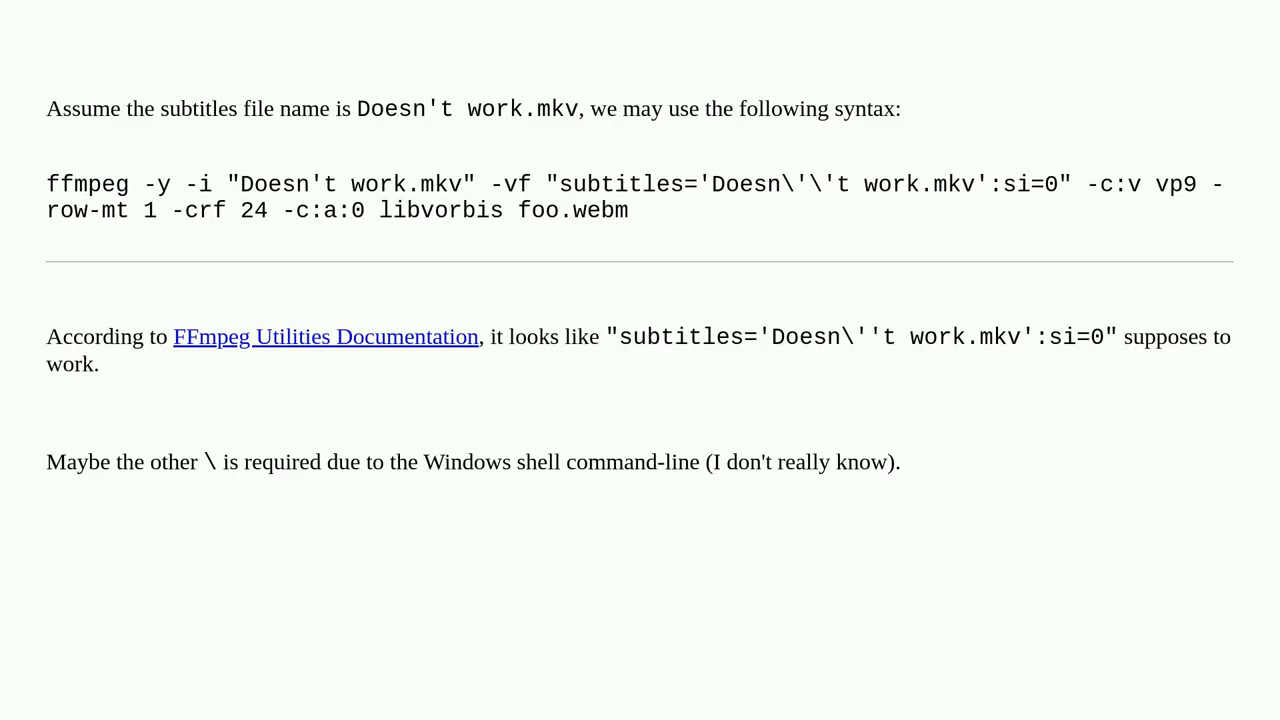 Assume the subtitles file name is Doesn't work.mkv, we may use the following syntax:
ffmpeg -y -i "Doesn't work.mkv" -vf "subtitles='Doesn\'\'t work.mkv':si=0" -c:v vp9 -
row-mt 1 -crf 24 -c:a:0 libvorbis foo.webm
According to FFmpeg Utilities Documentation, it looks like "subtitles='Doesn\''t work.mkv':si=0" supposes to
work.
Maybe the other \ is required due to the Windows shell command-line (I don't really know).